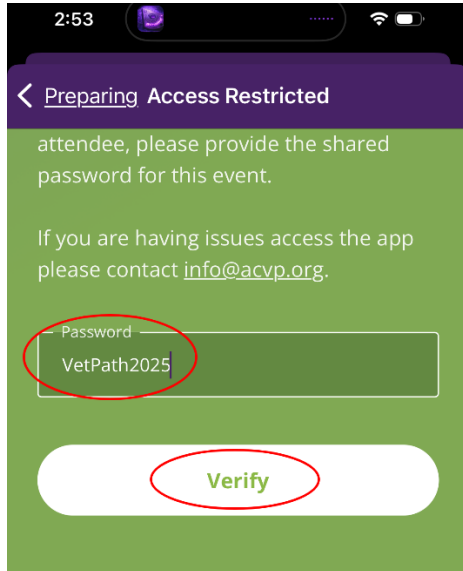 2:53
Preparing Access Restricted
attendee, please provide the shared
password for this event.
If you are having issues access the app
please contact info@acvp.org.
Password
VetPath2025
Verify